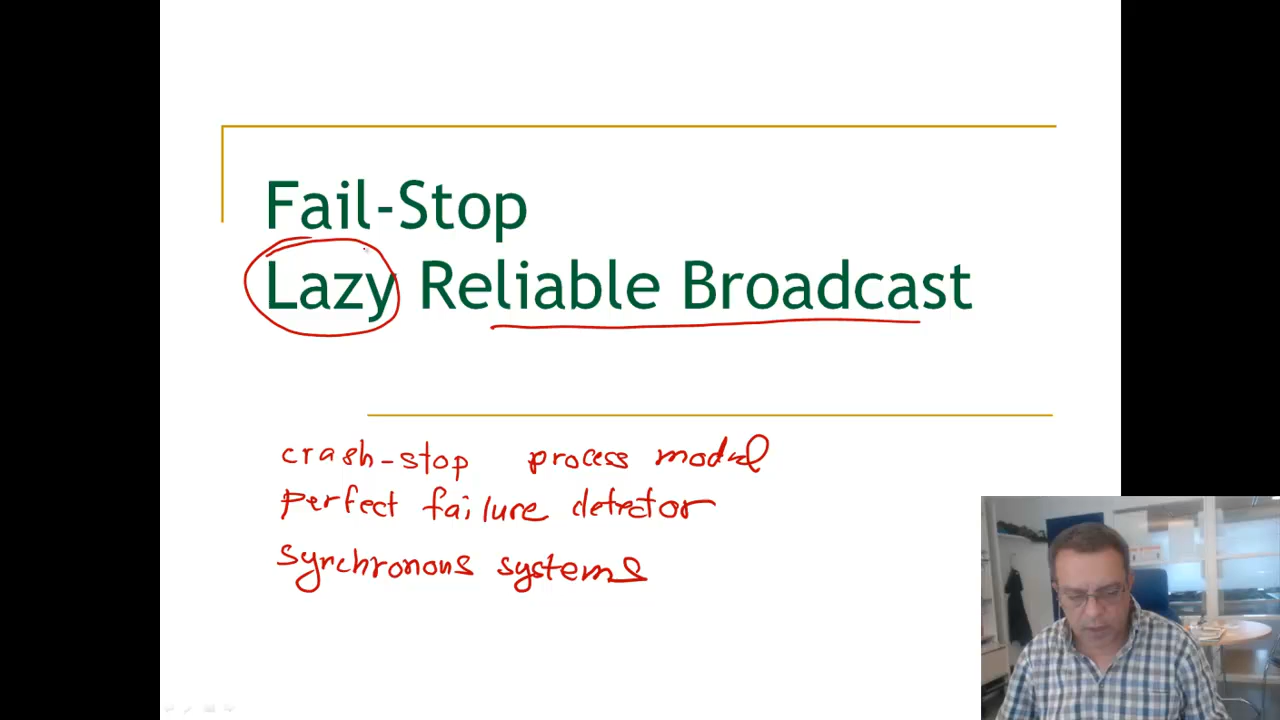 Fail-Stop
Lazy Reliable Broadcast
crash-stop process model
perfect failure detector
synchronous systems